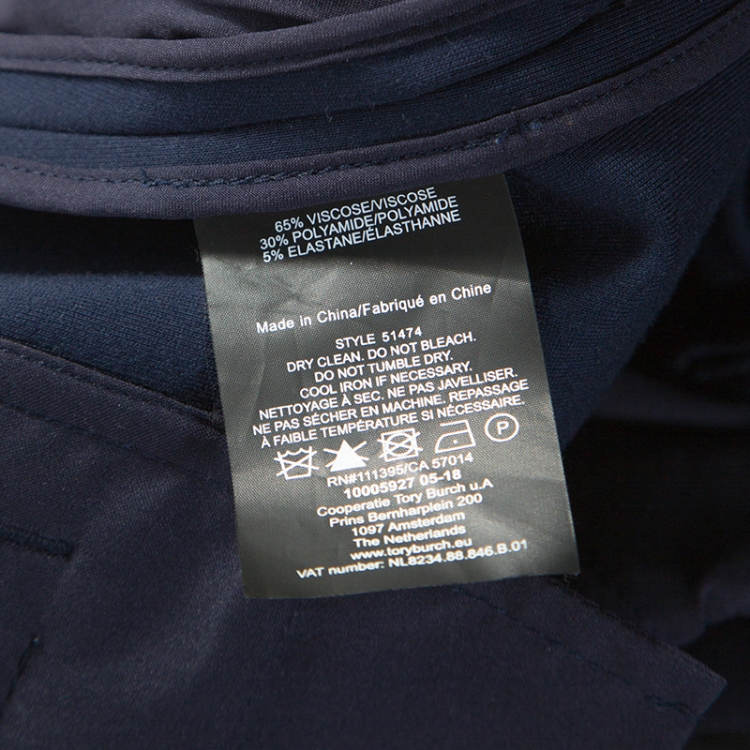 65% VISCOSE/VISCOSE
30% POLYAMIDE/POLYAMIDE
5% ELASTANE/ÉLASTHANNE
Made in China/Fabriqué en Chine
STYLE 51474
DRY CLEAN. DO NOT BLEACH.
DO NOT TUMBLE DRY.
COOL IRON IF NECESSARY.
NETTOYAGE À SEC. NE PAS JAVELLISER.
NE PAS SÉCHER EN MACHINE. REPASSAGE
À FAIBLE TEMPÉRATURE SI NÉCESSAIRE.
P
RN#111395/CA 57014
10005927 05-18
Cooperatie Tory Burch u.A
Prins Bernharplein 200
1097 Amsterdam
The Netherlands
www.toryburch.eu
VAT number: NL8234.88.846.B.01